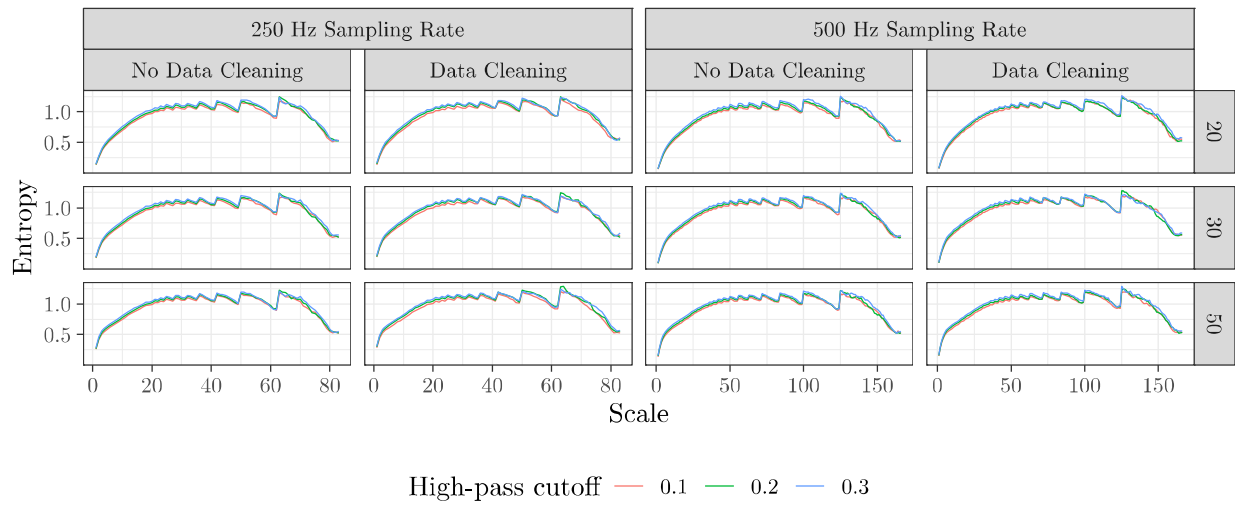 250 Hz Sampling Rate 500 Hz Sampling Rate
No Data Cleaning Data Cleaning No Data Cleaning Data Cleaning
1.0
0.5
20
1.0
0.5
30
1.0
0.5
50
Entropy
0 20 40 60 80 0 20 40 60 80 0 50 100 150 0 50 100 150
Scale
High-pass cutoff 0.1 0.2 0.3